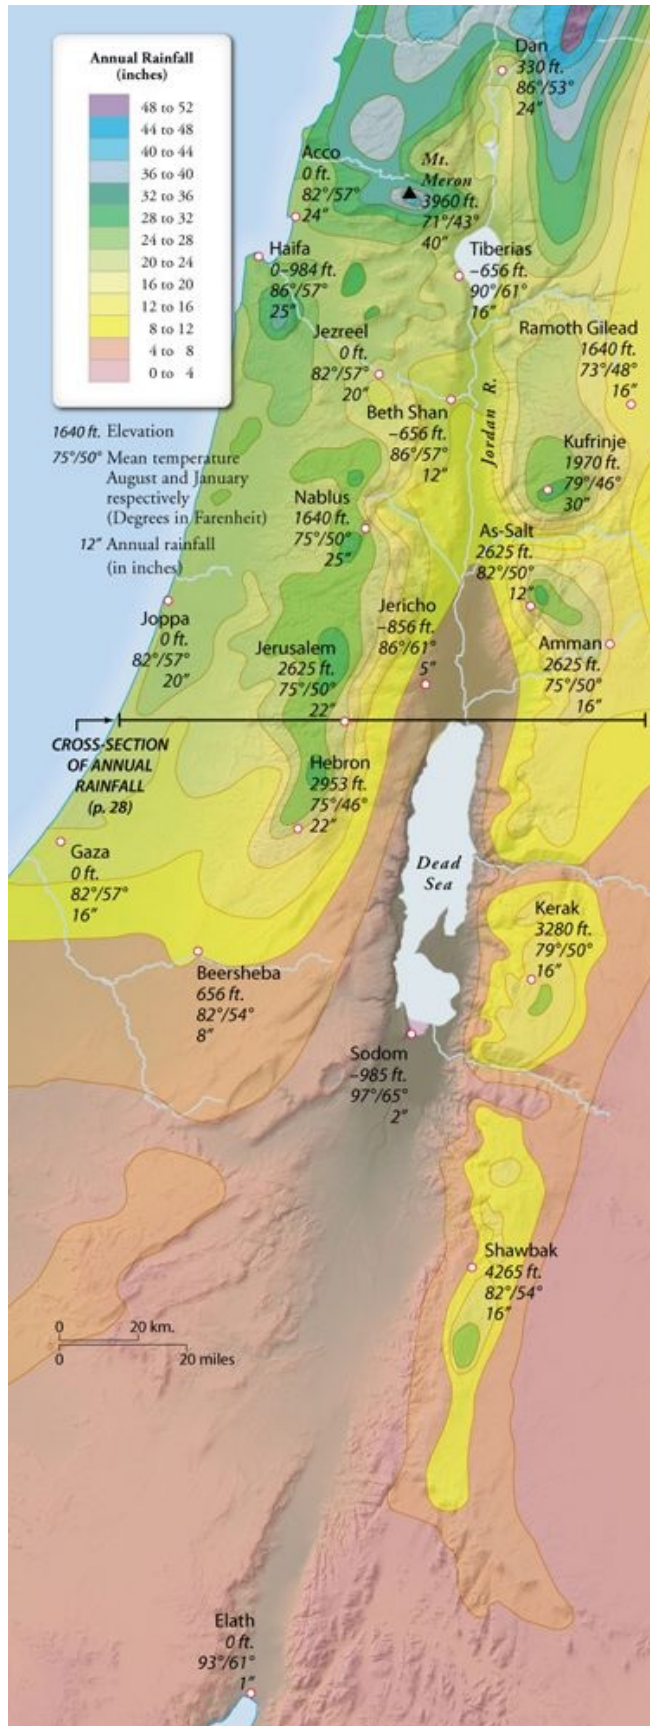 Annual Rainfall
(inches)
48 to 52
44 to 48
40 to 44
36 to 40
32 to 36
28 to 32
24 to 28
20 to 24
16 to 20
12 to 16
8 to 12
4 to 8
0 to 4
1640 ft. Elevation
75°/50° Mean temperature
August and January
respectively
(Degrees in Farenheit)
12” Annual rainfall
(in inches)
Dan
330 ft.
86°/53°
24”
Acco
0 ft.
82°/57°
24”
Mt.
Meron
3960 ft.
71°/43°
40”
Haifa
0–984 ft.
86°/57°
25”
Tiberias
–656 ft.
90°/61°
16”
Jezreel
0 ft.
82°/57°
20”
Ramoth Gilead
1640 ft.
73°/48°
16”
Beth Shan
–656 ft.
86°/57°
12”
Jordan R.
Kufrinje
1970 ft.
79°/46°
30”
Nablus
1640 ft.
75°/50°
25”
As-Salt
2625 ft.
82°/50°
12”
Joppa
0 ft.
82°/57°
20”
Jericho
–856 ft.
86°/61°
5”
Jerusalem
2625 ft.
75°/50°
22”
Amman
2625 ft.
75°/50°
16”
CROSS-SECTION
OF ANNUAL
RAINFALL
(p. 28)
Hebron
2953 ft.
75°/46°
22”
Gaza
0 ft.
82°/57°
16”
Dead
Sea
Kerak
3280 ft.
79°/50°
16”
Beersheba
656 ft.
82°/54°
8”
Sodom
–985 ft.
97°/65°
2”
Shawbak
4265 ft.
82°/54°
16”
0 20 km.
0 20 miles
Elath
0 ft.
93°/61°
1”